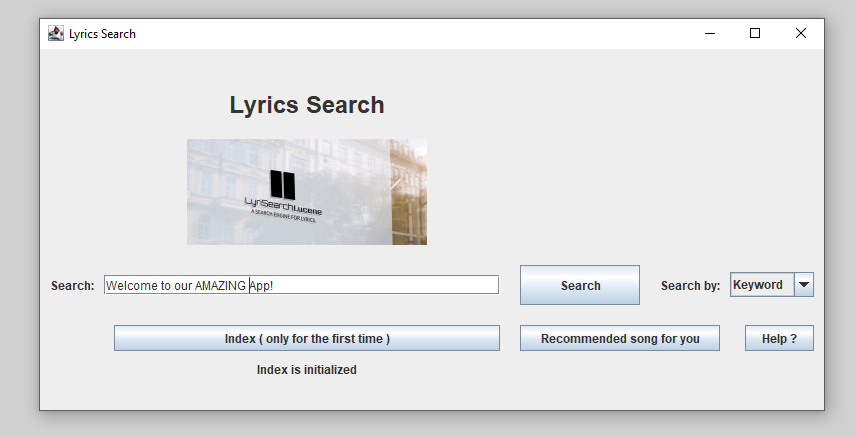 Lyrics Search
Lyrics Search
LyriSearchLucene
A SEARCH ENGINE FOR LYRICS.
Search: Welcome to our AMAZING App! Search Search by: Keyword
Index ( only for the first time ) Recommended song for you Help ?
Index is initialized